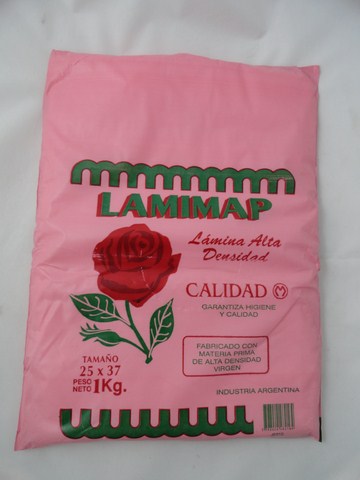 LAMIMAP
Lámina Alta
Densidad
CALIDAD
GARANTIZA HIGIENE
Y CALIDAD
FABRICADO CON
MATERIA PRIMA
DE ALTA DENSIDAD
VIRGEN
TAMAÑO
25 x 37
PESO
NETO 1Kg.
INDUSTRIA ARGENTINA